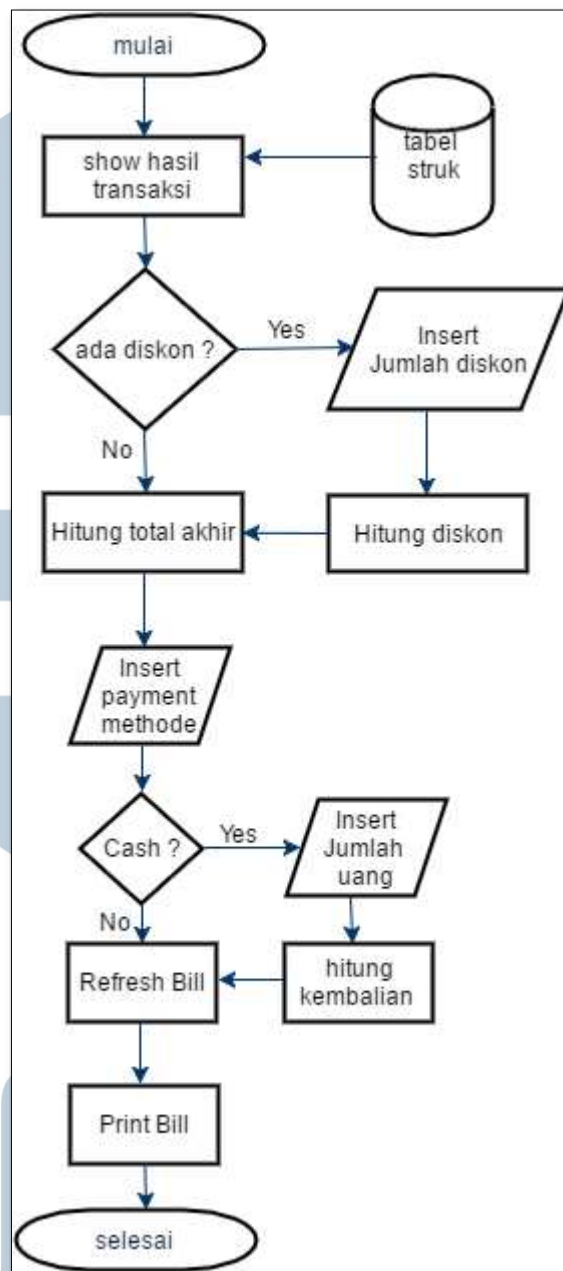 mulai
show hasil
transaksi
tabel
struk
ada diskon ?
Yes
Insert
Jumlah diskon
No
Hitung total akhir
Hitung diskon
Insert
payment
methode
Cash ?
Yes
Insert
Jumlah
uang
No
Refresh Bill
hitung
kembalian
Print Bill
selesai